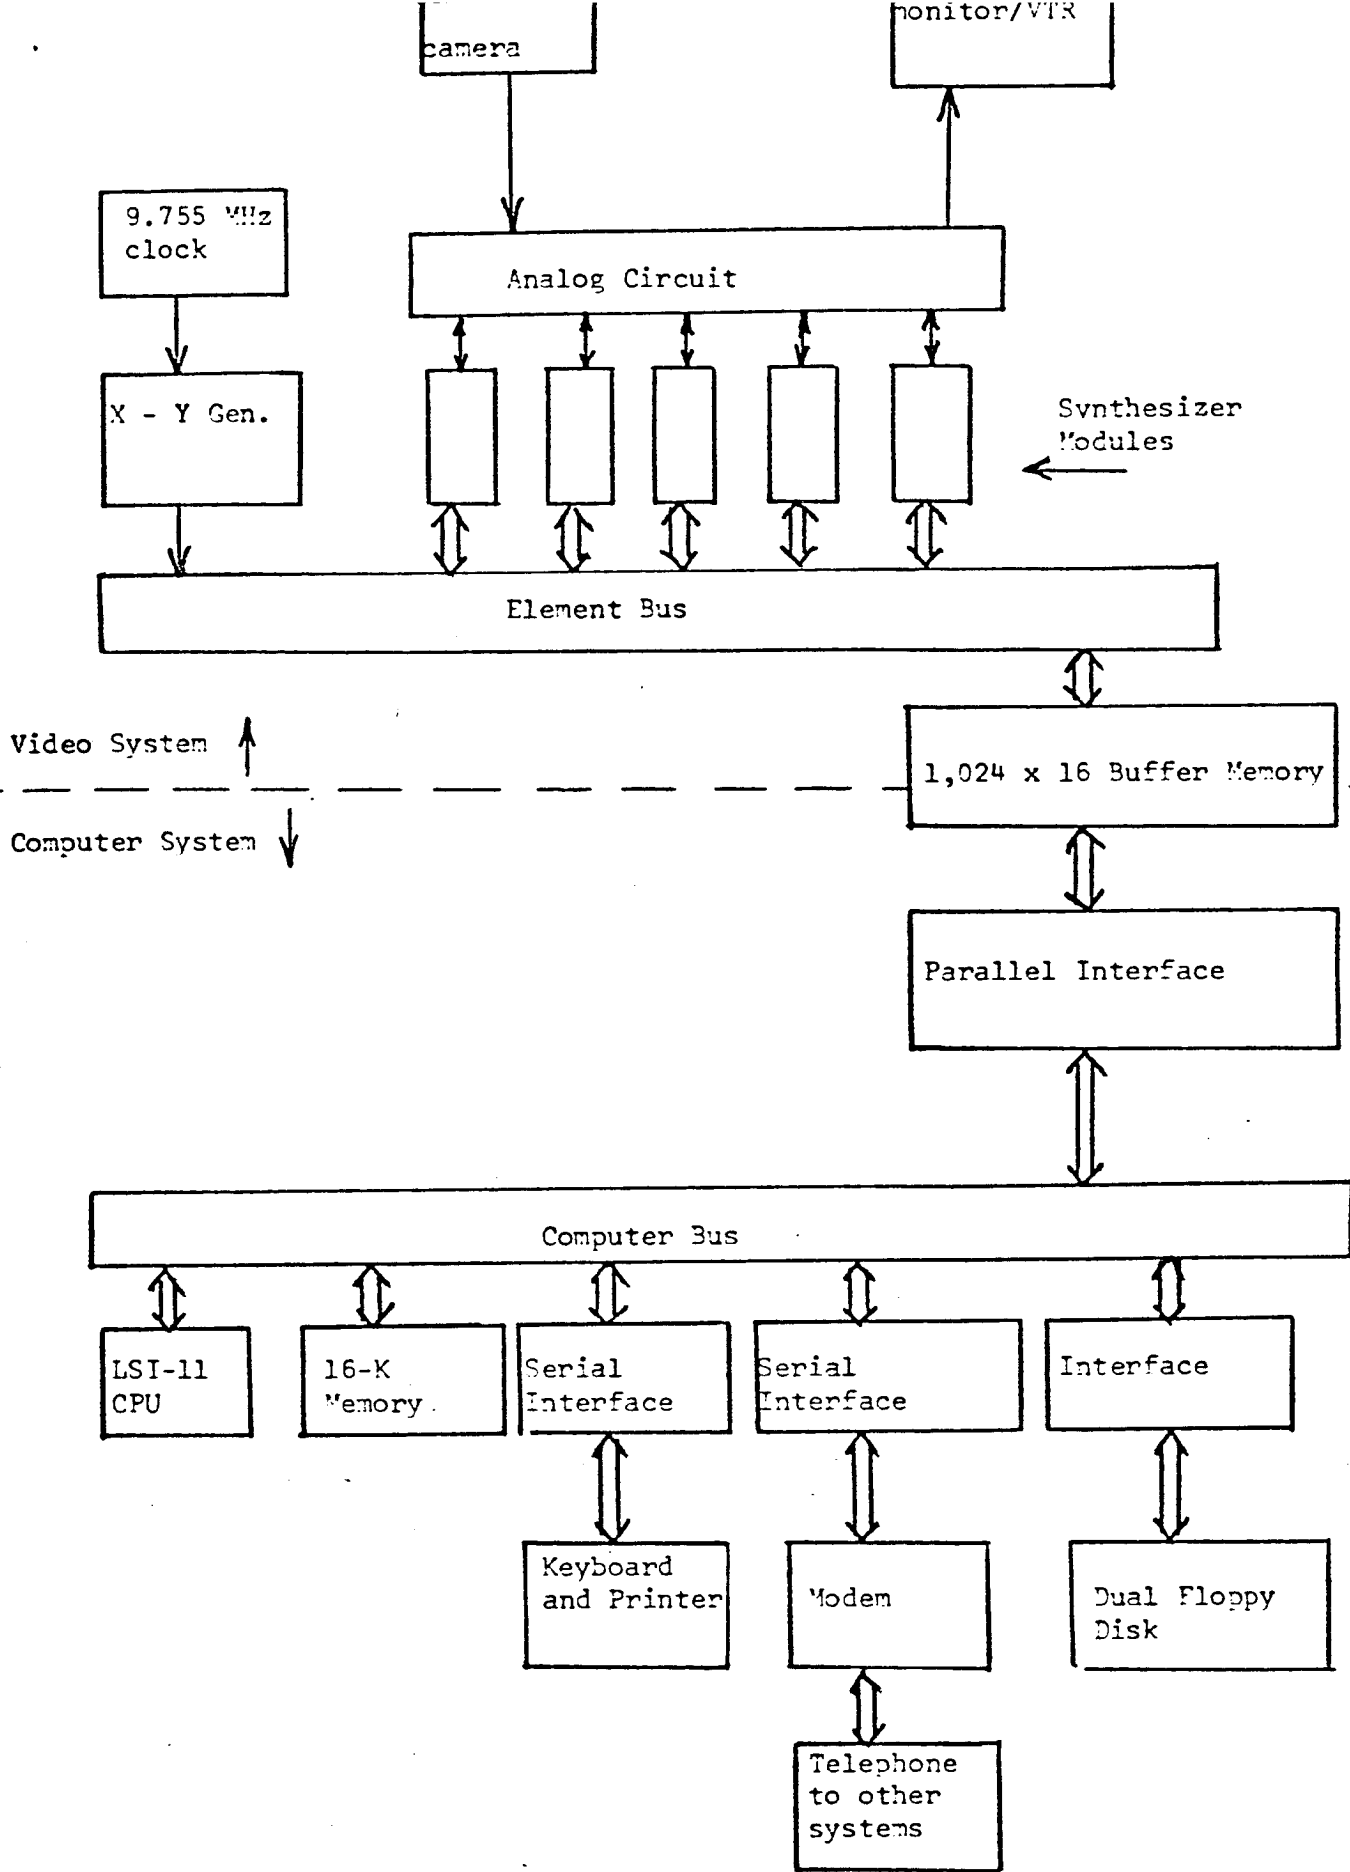 camera
monitor/VTR
9.755 MHz
clock
Analog Circuit
X - Y Gen.
Synthesizer
Modules
Element Bus
Video System
1,024 x 16 Buffer Memory
Computer System
Parallel Interface
Computer Bus
LSI-11
CPU
16-K
Memory
Serial
Interface
Serial
Interface
Interface
Keyboard
and Printer
Modem
Dual Floppy
Disk
Telephone
to other
systems